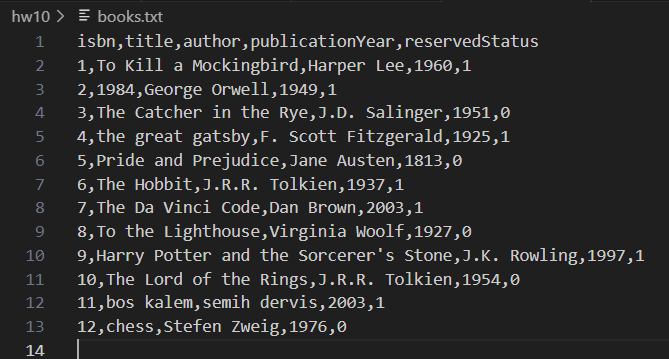 hw10 > books.txt
1 isbn,title,author,publicationYear,reservedStatus
2 1,To Kill a Mockingbird,Harper Lee,1960,1
3 2,1984,George Orwell,1949,1
4 3,The Catcher in the Rye,J.D. Salinger,1951,0
5 4,the great gatsby,F. Scott Fitzgerald,1925,1
6 5,Pride and Prejudice,Jane Austen,1813,0
7 6,The Hobbit,J.R.R. Tolkien,1937,1
8 7,The Da Vinci Code,Dan Brown,2003,1
9 8,To the Lighthouse,Virginia Woolf,1927,0
10 9,Harry Potter and the Sorcerer's Stone,J.K. Rowling,1997,1
11 10,The Lord of the Rings,J.R.R. Tolkien,1954,0
12 11,bos kalem,semih dervis,2003,1
13 12,chess,Stefen Zweig,1976,0
14